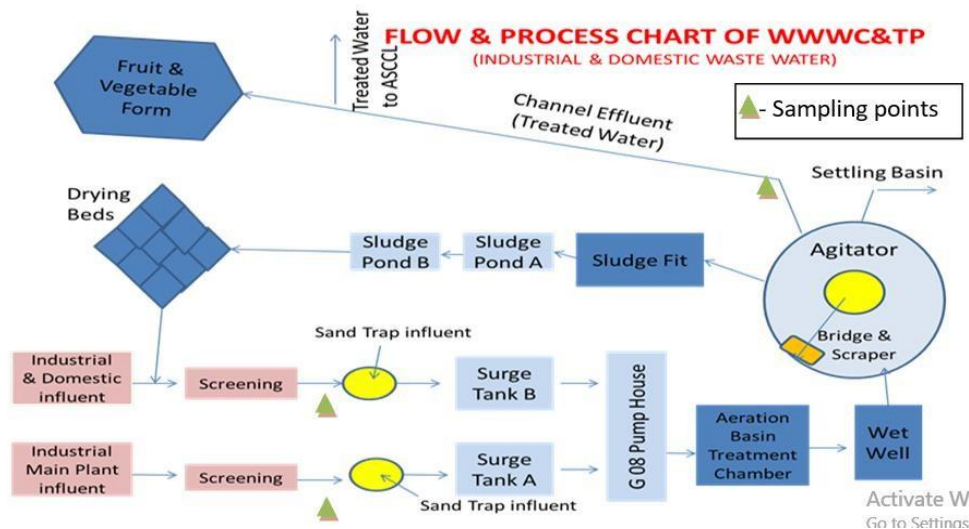 FLOW & PROCESS CHART OF WWWC&TP
(INDUSTRIAL & DOMESTIC WASTE WATER)
Fruit &
Vegetable
Form
Treated Water
to ASCCL
Channel Effluent
(Treated Water)
- Sampling points
Settling Basin
Drying
Beds
Sludge
Pond B
Sludge
Pond A
Sludge Fit
Agitator
Bridge &
Scraper
Sand Trap influent
Industrial
& Domestic
influent
Screening
Surge
Tank B
G 08 Pump House
Aeration
Basin
Treatment
Chamber
Wet
Well
Industrial
Main Plant
influent
Screening
Surge
Tank A
Sand Trap influent
Activate W
Go to Settings